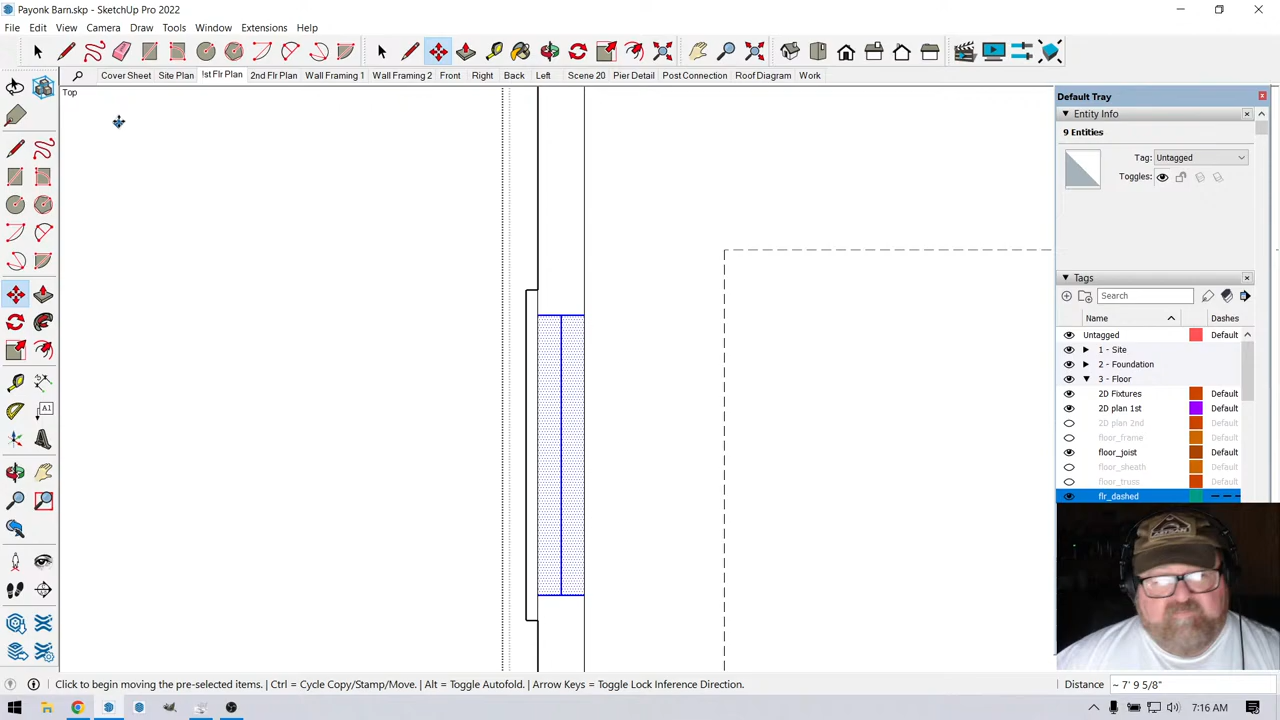 Payonk Barn.skp - SketchUp Pro 2022
File Edit View Camera Draw Tools Window Extensions Help
Cover Sheet Site Plan !st Flr Plan 2nd Flr Plan Wall Framing 1 Wall Framing 2 Front Right Back Left Scene 20 Pier Detail Post Connection Roof Diagram Work
Top
Default Tray
Entity Info
9 Entities
Tag: Untagged
Toggles:
Tags
Search
Name Dashes
Untagged Default
1 - Site
2 - Foundation
3 - Floor
2D Fixtures Default
2D plan 1st Default
2D plan 2nd Default
floor_frame Default
floor_joist Default
floor_sheath Default
floor_truss Default
flr_dashed
A1
Click to begin moving the pre-selected items. | Ctrl = Cycle Copy/Stamp/Move. | Alt = Toggle Autofold. | Arrow Keys = Toggle Lock Inference Direction.
Distance ~ 7' 9 5/8"
7:16 AM